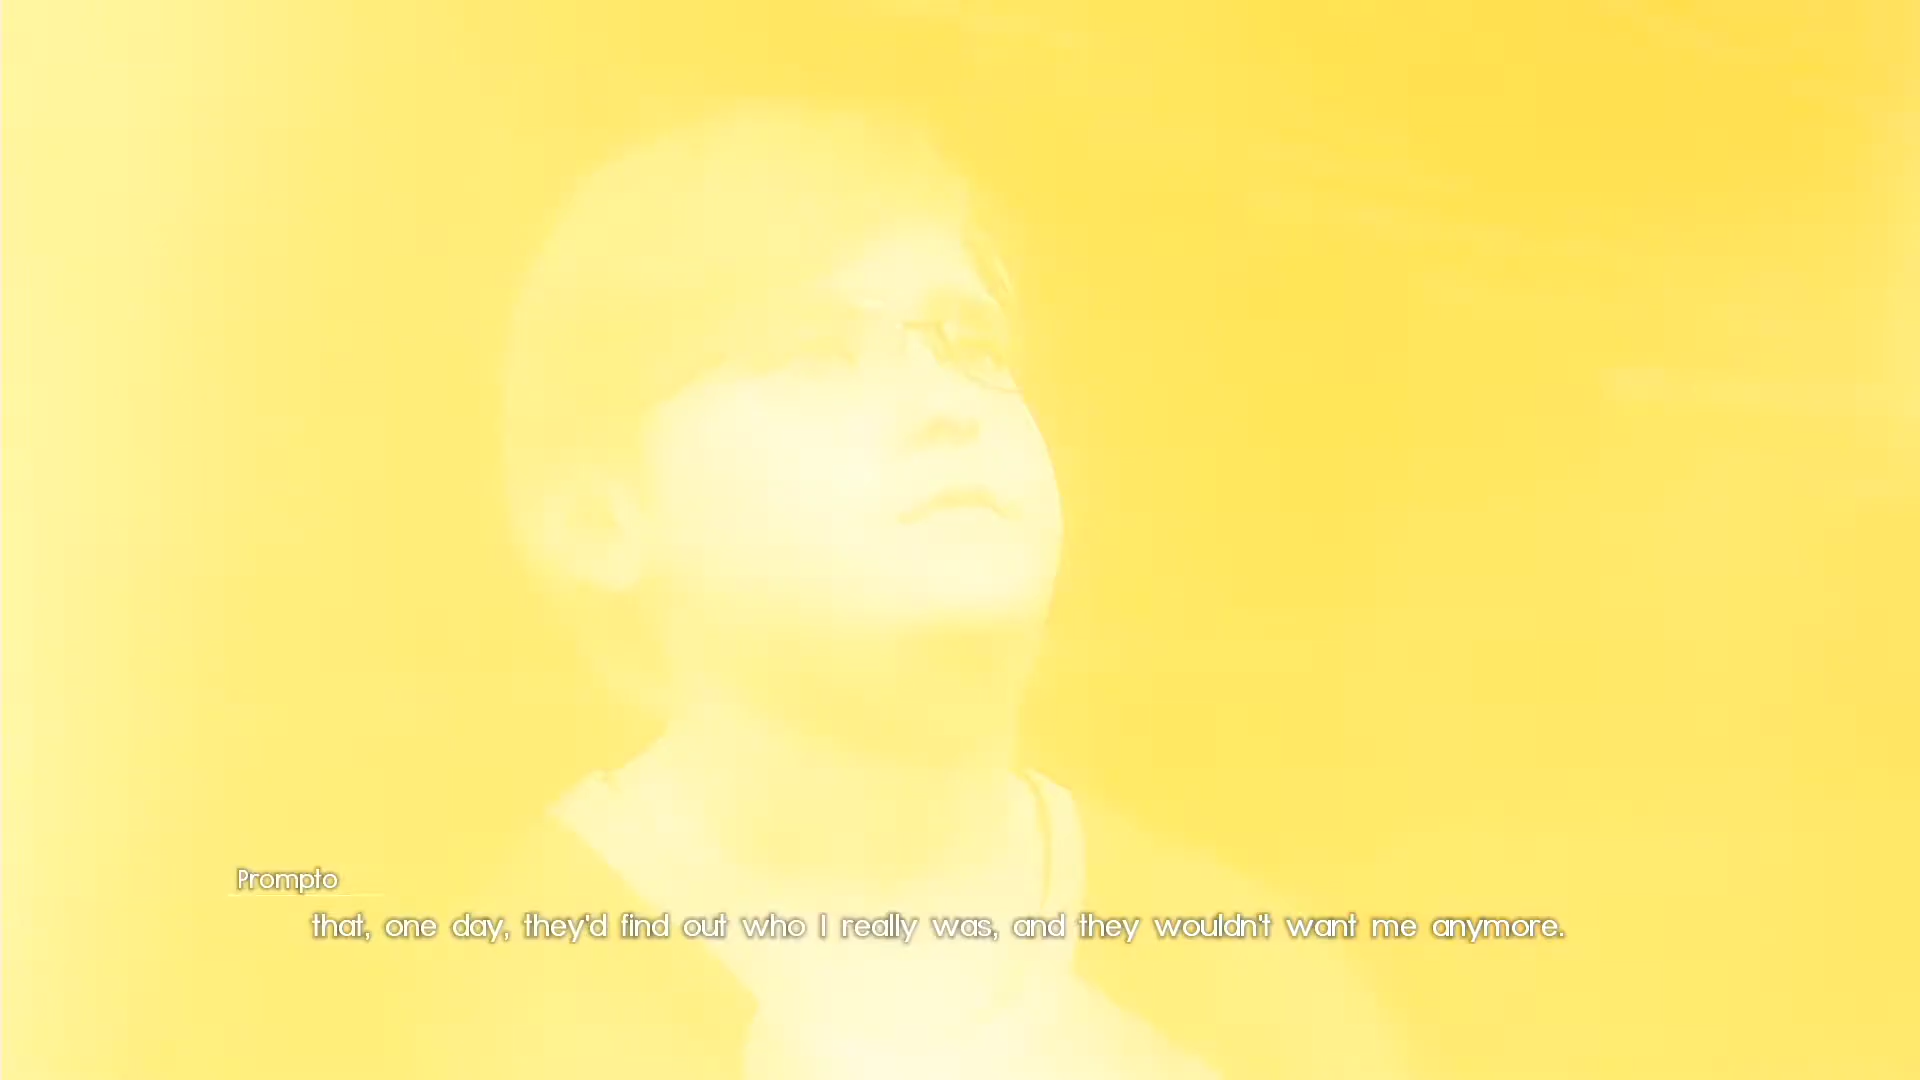 Prompto
that, one day, they'd find out who I really was, and they wouldn't want me anymore.